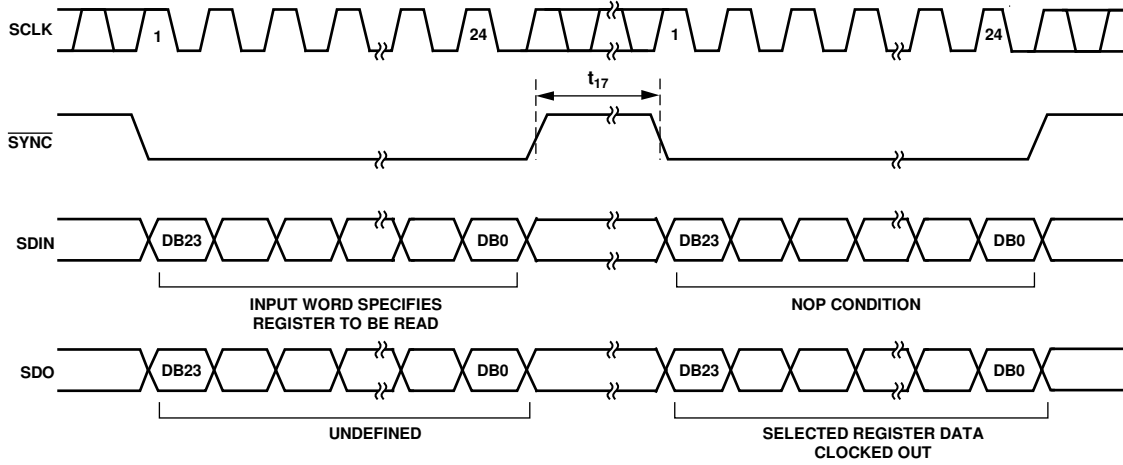 SCLK
1
24
1
24
t17
SYNC
SDIN
DB23
DB0
DB23
DB0
INPUT WORD SPECIFIES
REGISTER TO BE READ
NOP CONDITION
SDO
DB23
DB0
DB23
DB0
UNDEFINED
SELECTED REGISTER DATA
CLOCKED OUT